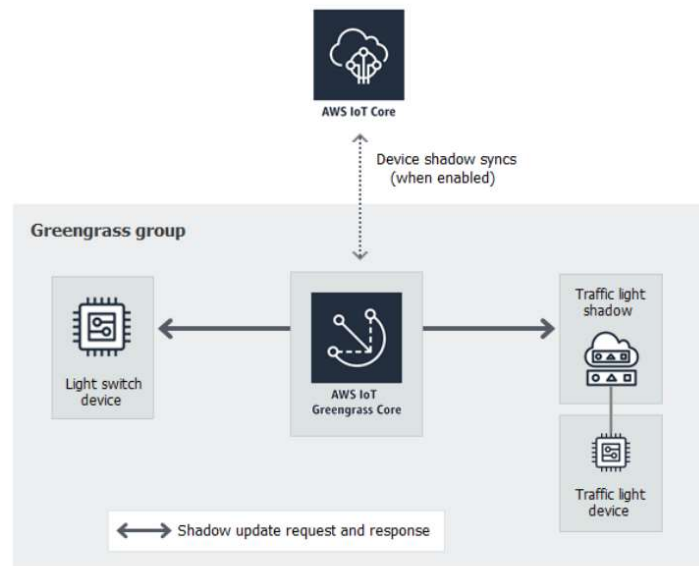 AWS IoT Core
Device shadow syncs
(when enabled)
Greengrass group
Light switch
device
AWS IoT
Greengrass Core
Traffic light
shadow
Traffic light
device
Shadow update request and response